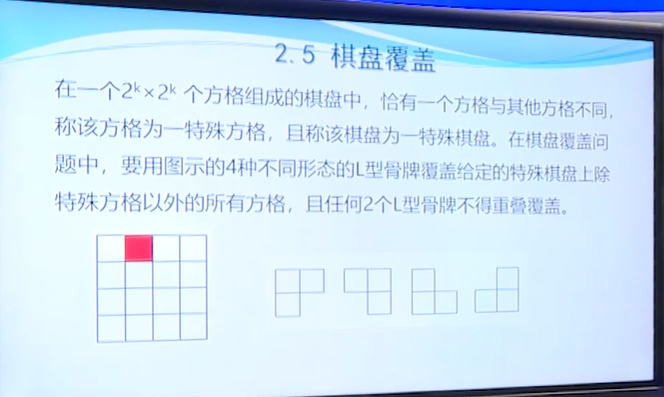 2.5 棋盘覆盖
在一个2ᵏ×2ᵏ 个方格组成的棋盘中，恰有一个方格与其他方格不同，
称该方格为一特殊方格，且称该棋盘为一特殊棋盘。在棋盘覆盖问
题中，要用图示的4种不同形态的L型骨牌覆盖给定的特殊棋盘上除
特殊方格以外的所有方格，且任何2个L型骨牌不得重叠覆盖。